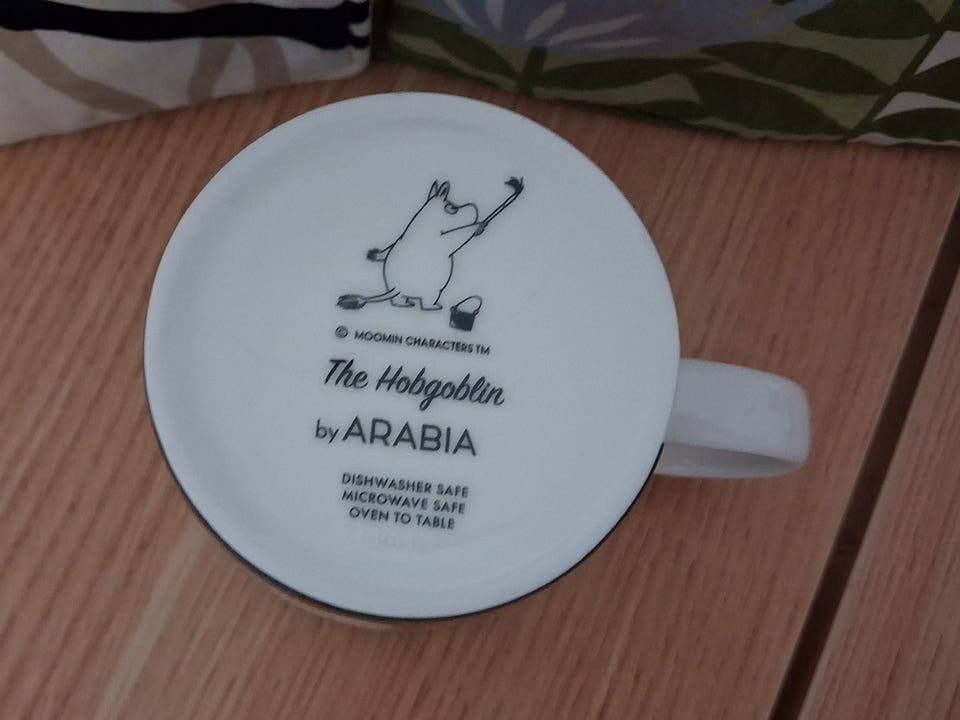 © MOOMIN CHARACTERS TM
The Hobgoblin
by ARABIA
DISHWASHER SAFE
MICROWAVE SAFE
OVEN TO TABLE